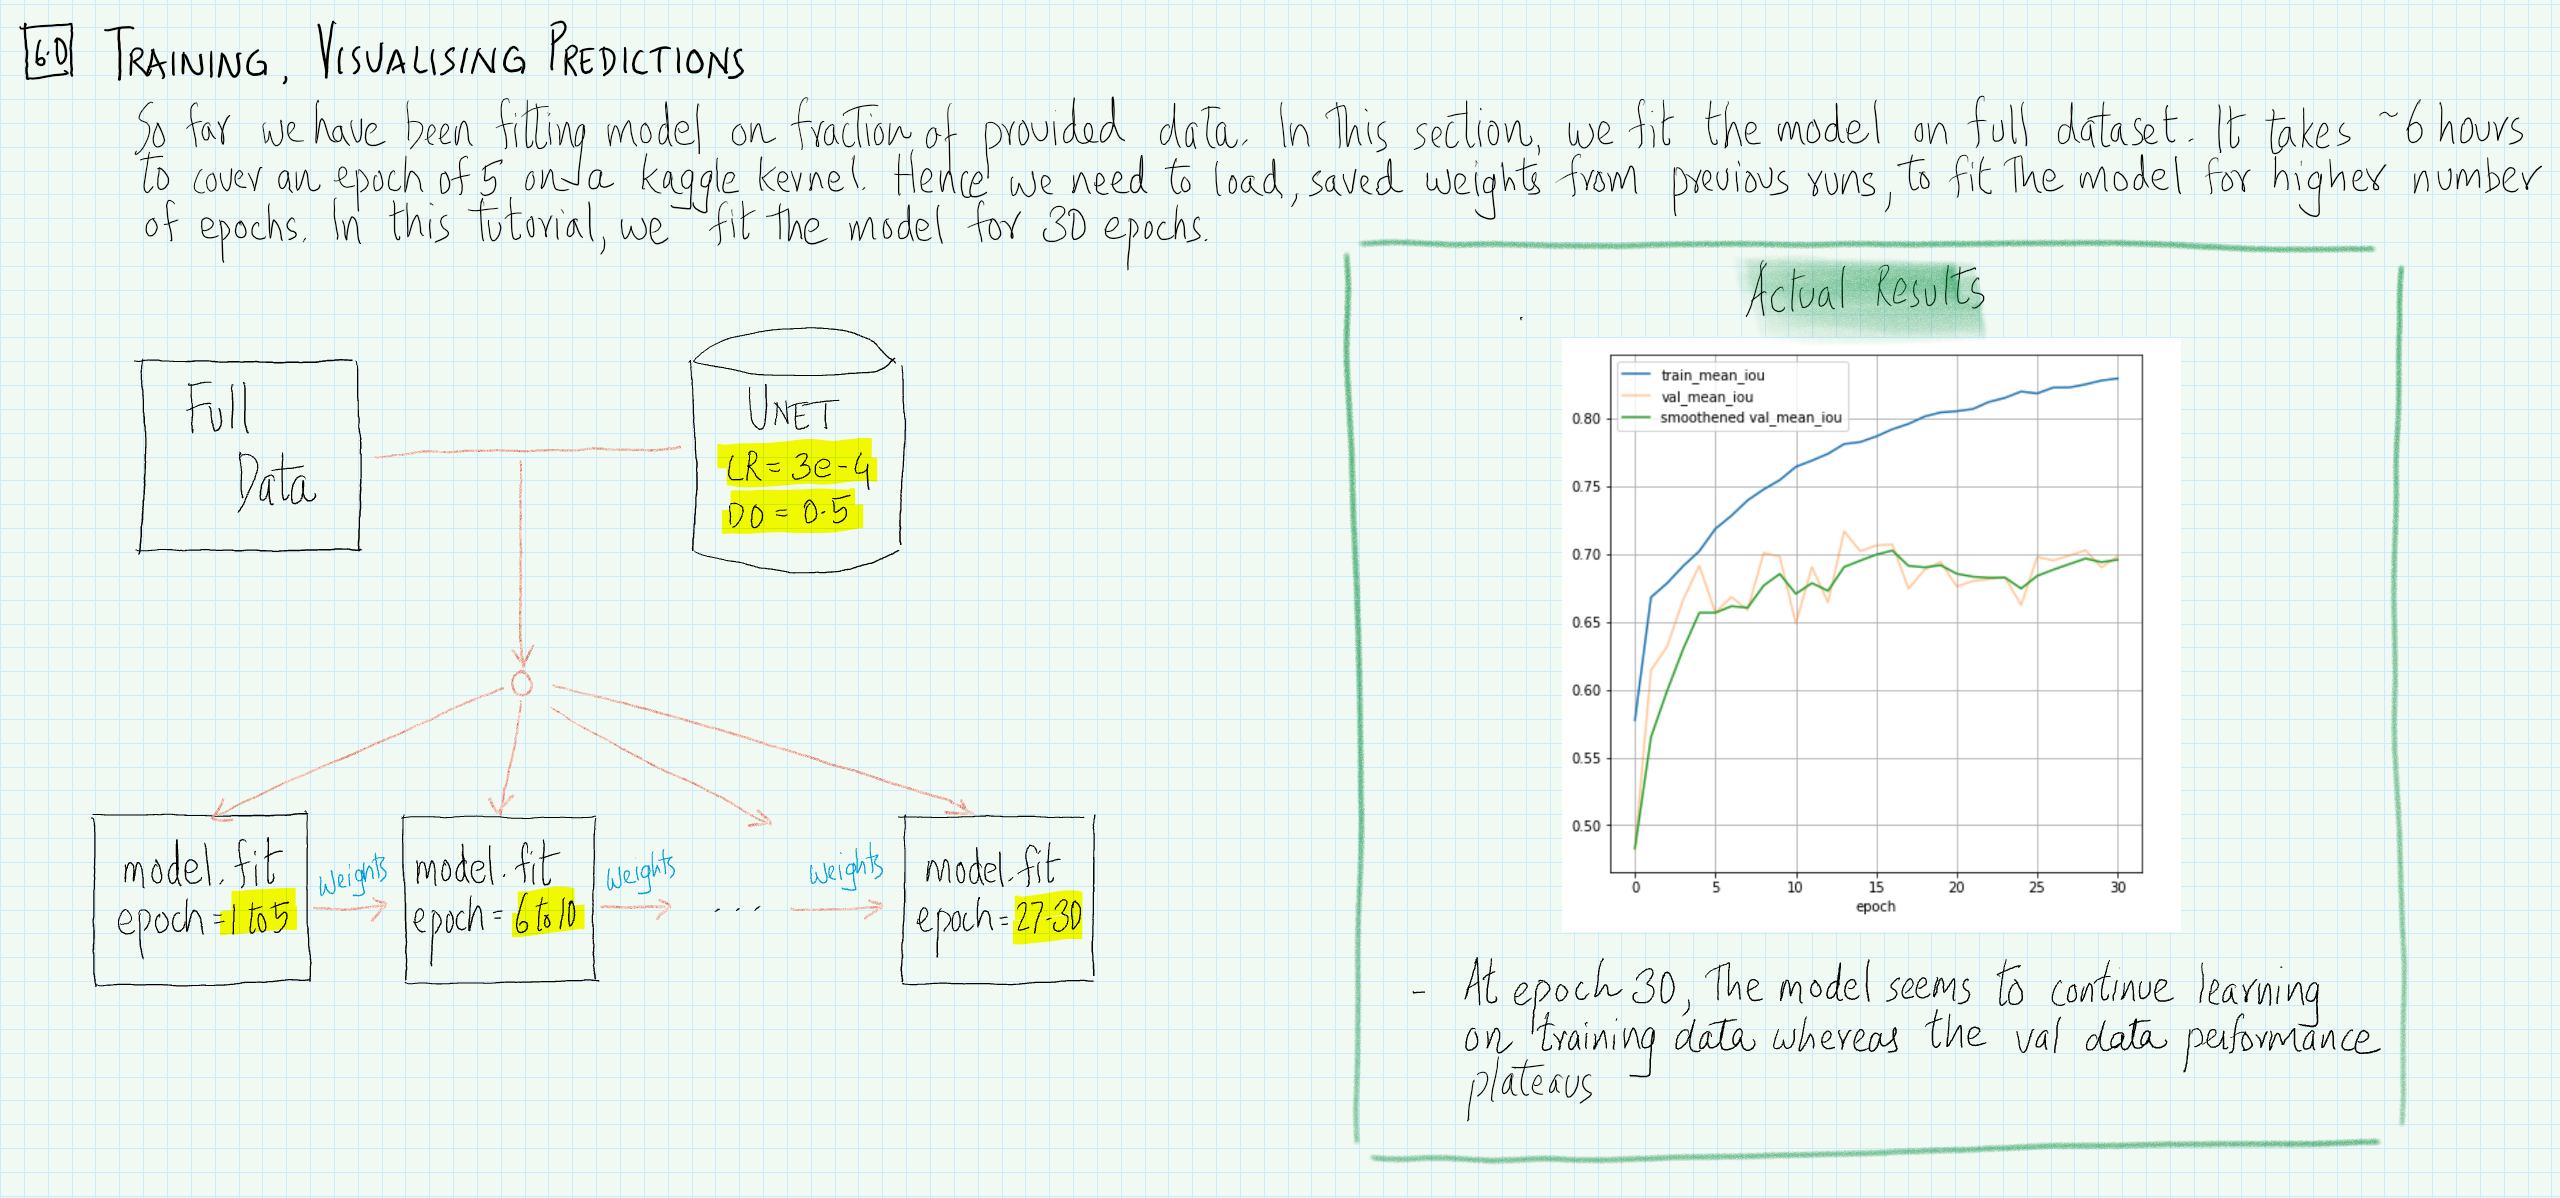 6.0 TRAINING, VISUALISING PREDICTIONS
So far we have been fitting model on fraction of provided data. In this section, we fit the model on full dataset. It takes ~6 hours
to cover an epoch of 5 on a kaggle kernel. Hence we need to load, saved weights from previous runs, to fit the model for higher number
of epochs. In this tutorial, we fit the model for 30 epochs.
Full
Data
UNET
LR = 3e-4
DO = 0.5
model.fit
epoch = 1 to 5
weights
model.fit
epoch = 6 to 10
weights
...
weights
model.fit
epoch = 27-30
Actual Results
train_mean_iou
val_mean_iou
smoothened val_mean_iou
0.80
0.75
0.70
0.65
0.60
0.55
0.50
0 5 10 15 20 25 30
epoch
- At epoch 30, The model seems to continue learning
on training data whereas the val data performance
plateaus